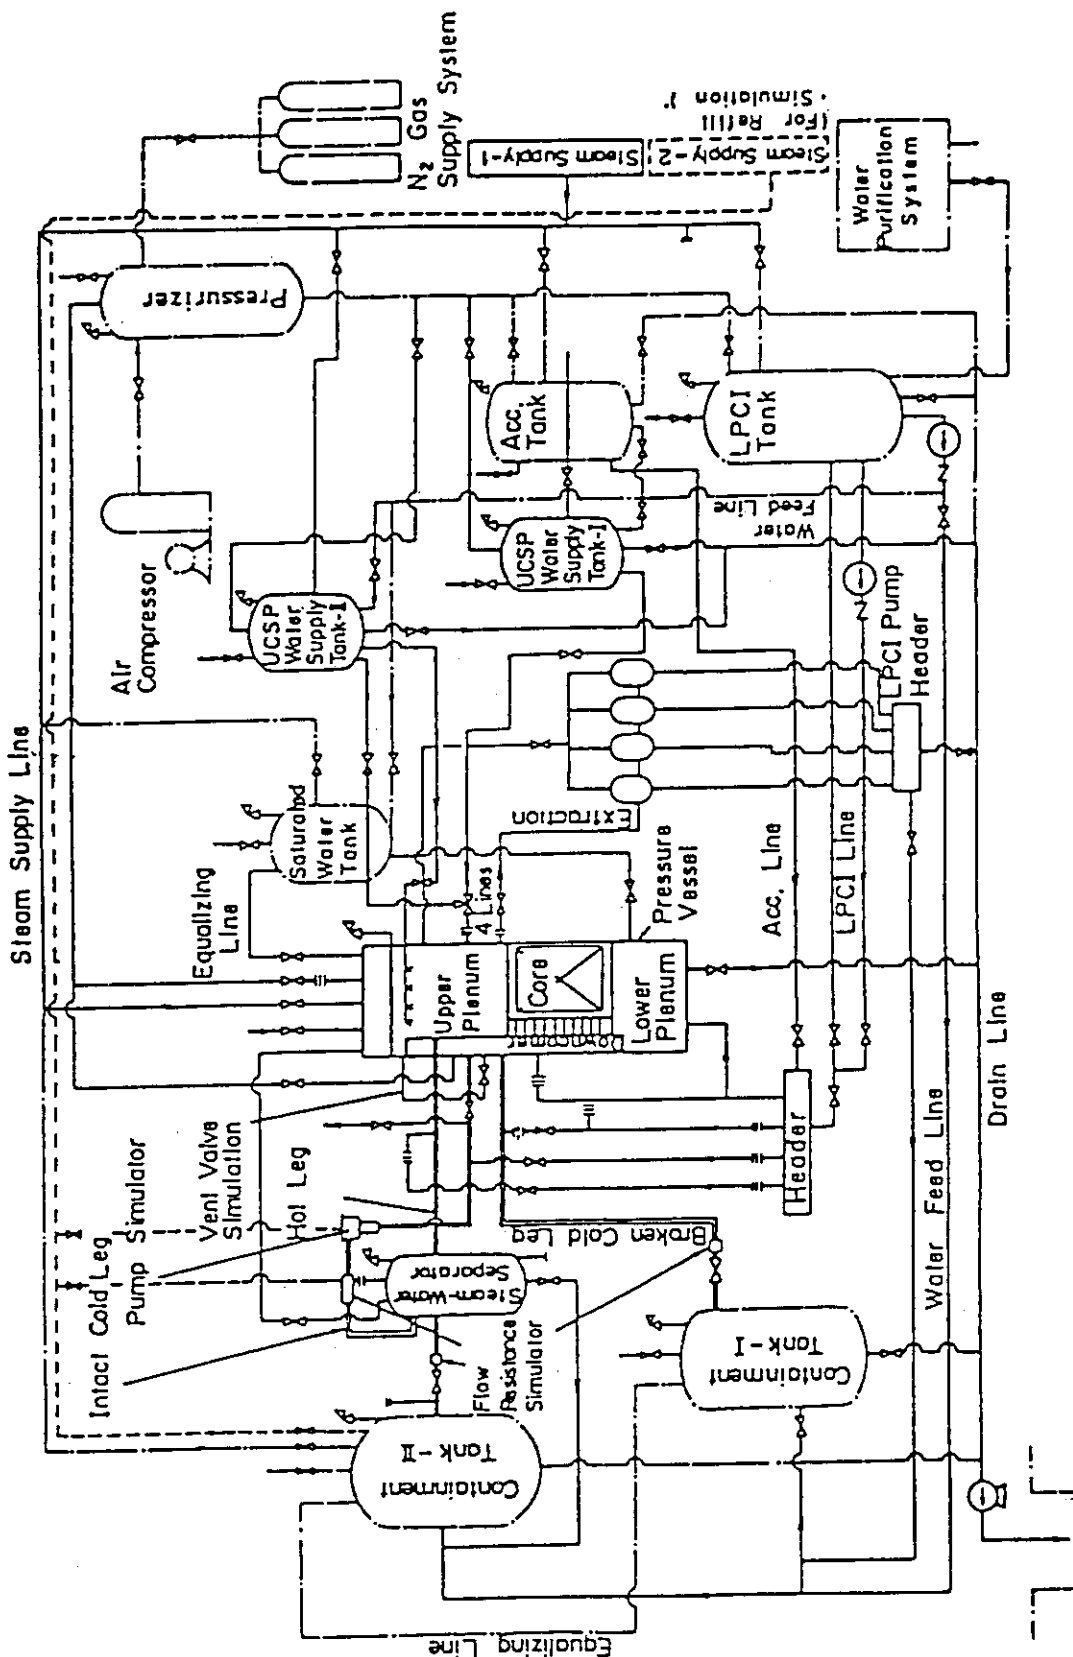 Steam Supply Line
Air
Compressor
Pressurizer
N₂ Gas
Supply System
Steam Supply-1
Steam Supply-2
(For Refill
Simulation)
Water
Purification
System
UCSP
Water
Supply
Tank-I
Acc.
Tank
UCSP
Water
Supply
Tank-I
LPCI
Tank
Water
Feed Line
LPCI Pump
Header
Equalizing
Line
Saturated
Water
Tank
4 Lines
Extraction
Pressure
Vessel
Acc. Line
LPCI Line
Upper
Plenum
Core
Lower
Plenum
Intact Cold Leg
Pump Simulator
Vent Valve
Simulation
Hot Leg
Steam-Water
Separator
Flow
Resistance
Simulator
Broken Cold
Leg
Header
Containment
Tank-II
Containment
Tank-I
Water Feed Line
Drain Line
Equalizing
Line